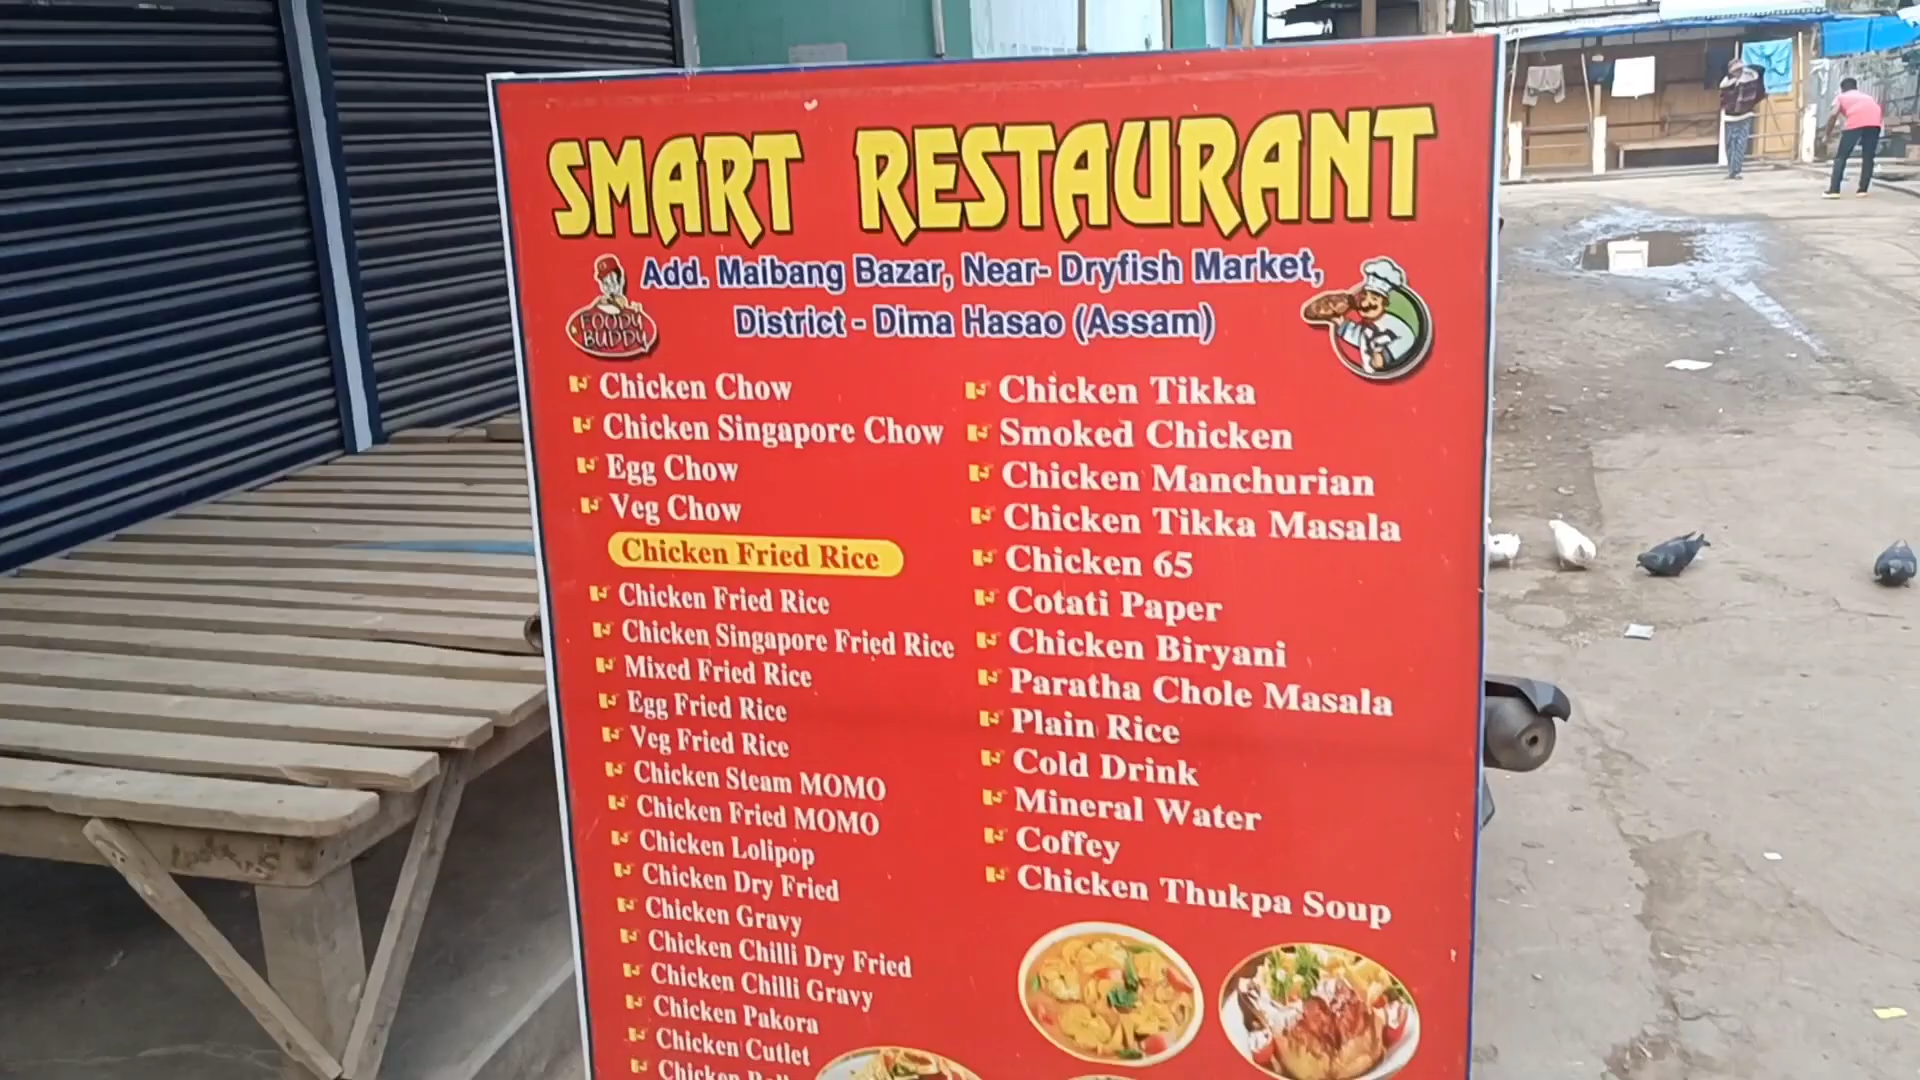 SMART RESTAURANT
Add. Maibang Bazar, Near- Dryfish Market,
District - Dima Hasao (Assam)
FOODY
BUDDY
Chicken Chow
Chicken Singapore Chow
Egg Chow
Veg Chow
Chicken Fried Rice
Chicken Fried Rice
Chicken Singapore Fried Rice
Mixed Fried Rice
Egg Fried Rice
Veg Fried Rice
Chicken Steam MOMO
Chicken Fried MOMO
Chicken Lolipop
Chicken Dry Fried
Chicken Gravy
Chicken Chilli Dry Fried
Chicken Chilli Gravy
Chicken Pakora
Chicken Cutlet
Chicken
Chicken Tikka
Smoked Chicken
Chicken Manchurian
Chicken Tikka Masala
Chicken 65
Cotati Paper
Chicken Biryani
Paratha Chole Masala
Plain Rice
Cold Drink
Mineral Water
Coffey
Chicken Thukpa Soup